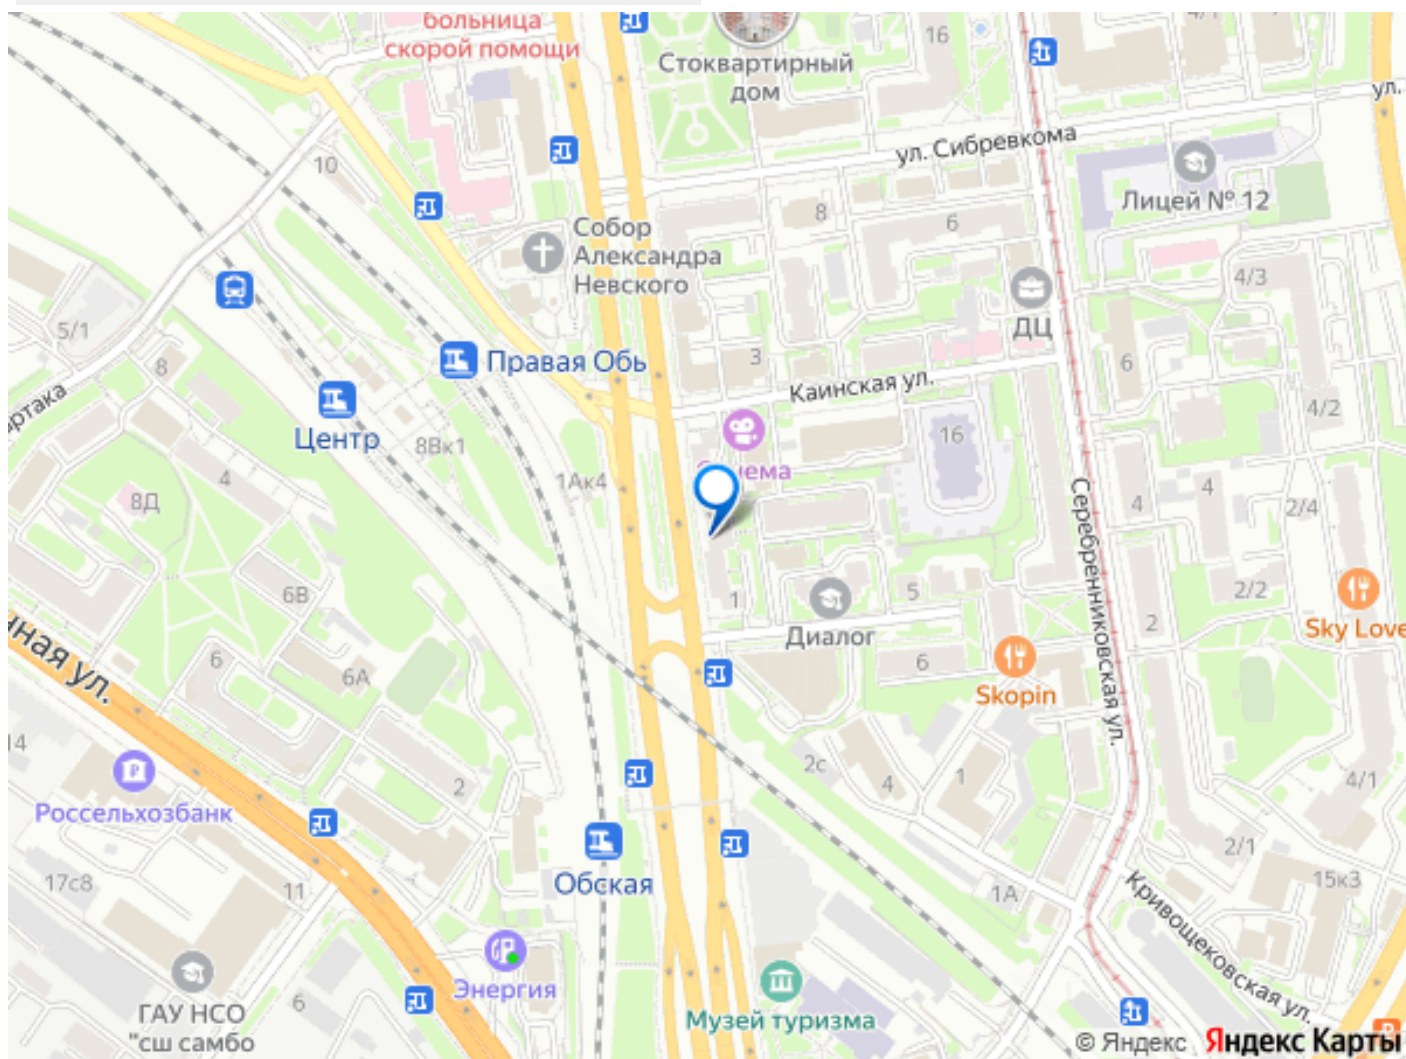 больница
скорой помощи
16
4/1
Стоквартирный
дом
ул.
ул. Сибревкома
10
Лицей № 12
8
6
Собор
Александра
Невского
4/3
5/1
ДЦ
3
6
8
Правая Обь
Каинская ул.
4/2
Центр
8Вк1
16
4
1Ак4
8Д
Серебренниковская ул.
4
4
2/4
6В
1
5
2/2
2
Диалог
Sky Love
6
6А
6
Skopin
14
2с
4
1
2
4/1
Россельхозбанк
2/1
17с8
11
Обская
1А
15к3
Кривощековская ул.
Энергия
6
ГАУ НСО
"сш самбо
Музей туризма
© Яндекс Яндекс Карты